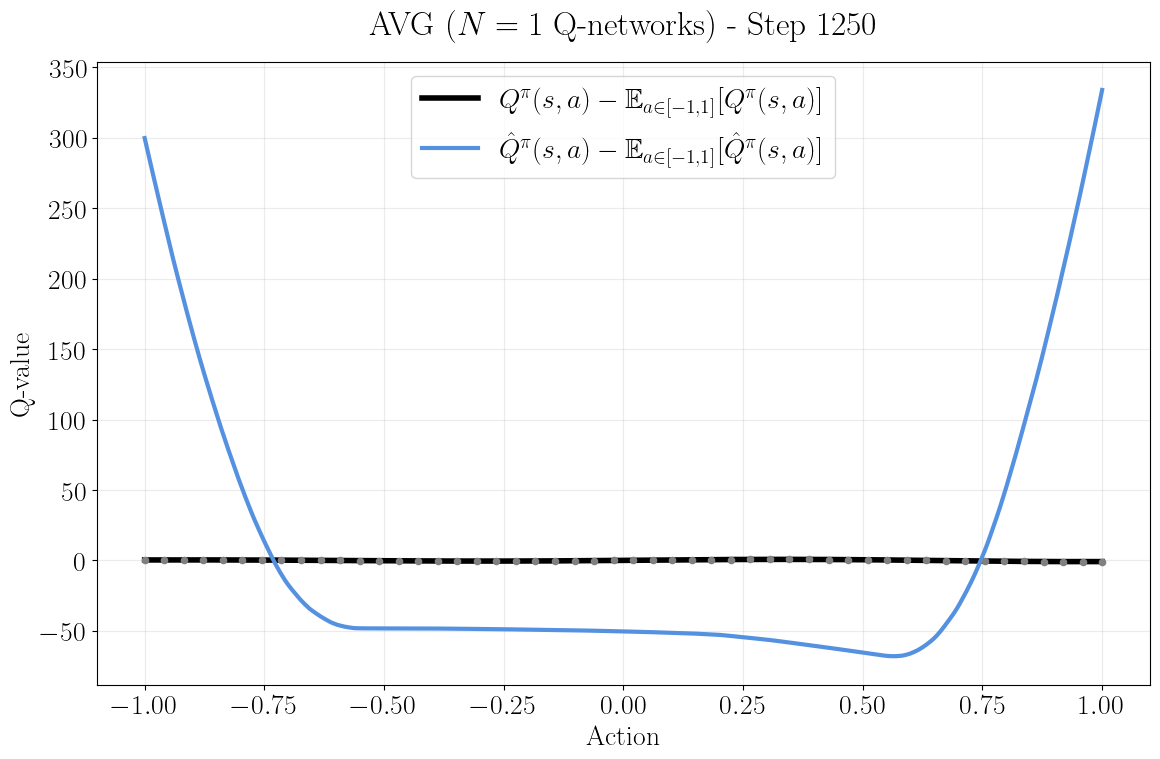 AVG (N = 1 Q-networks) - Step 1250
350
300
250
200
150
100
50
0
−50
Q-value
Q^π(s, a) − 𝔼_{a∈[−1,1]}[Q^π(s, a)]
Q̂^π(s, a) − 𝔼_{a∈[−1,1]}[Q̂^π(s, a)]
−1.00 −0.75 −0.50 −0.25 0.00 0.25 0.50 0.75 1.00
Action